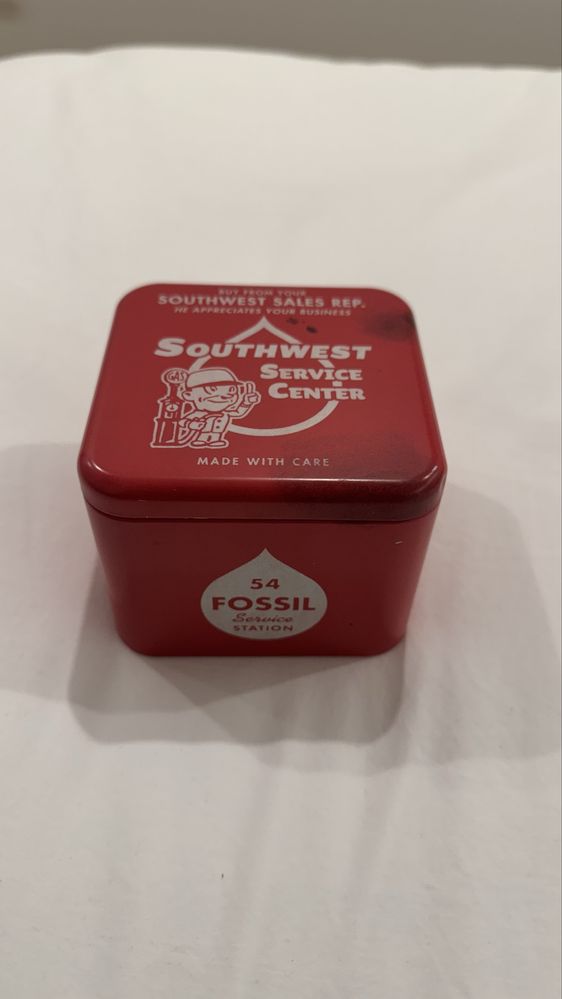 BUY FROM YOUR
SOUTHWEST SALES REP.
HE APPRECIATES YOUR BUSINESS
SOUTHWEST
SERVICE
CENTER
GAS
MADE WITH CARE
54
FOSSIL
Service
STATION